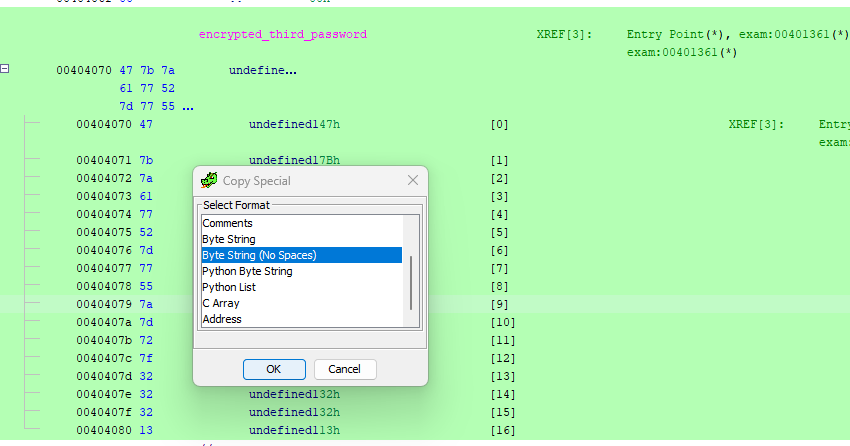 encrypted_third_password XREF[3]: Entry Point(*), exam:00401361(*)
exam:00401361(*)
00404070 47 7b 7a undefine...
61 77 52
7d 77 55 ...
00404070 47 undefined147h [0] XREF[3]: Entry
exam
00404071 7b undefined17Bh [1]
00404072 7a [2]
00404073 61 [3]
00404074 77 [4]
00404075 52 [5]
00404076 7d [6]
00404077 77 [7]
00404078 55 [8]
00404079 7a [9]
0040407a 7d [10]
0040407b 72 [11]
0040407c 7f [12]
0040407d 32 [13]
0040407e 32 undefined132h [14]
0040407f 32 undefined132h [15]
00404080 13 undefined113h [16]
Copy Special
Select Format
Comments
Byte String
Byte String (No Spaces)
Python Byte String
Python List
C Array
Address
OK Cancel